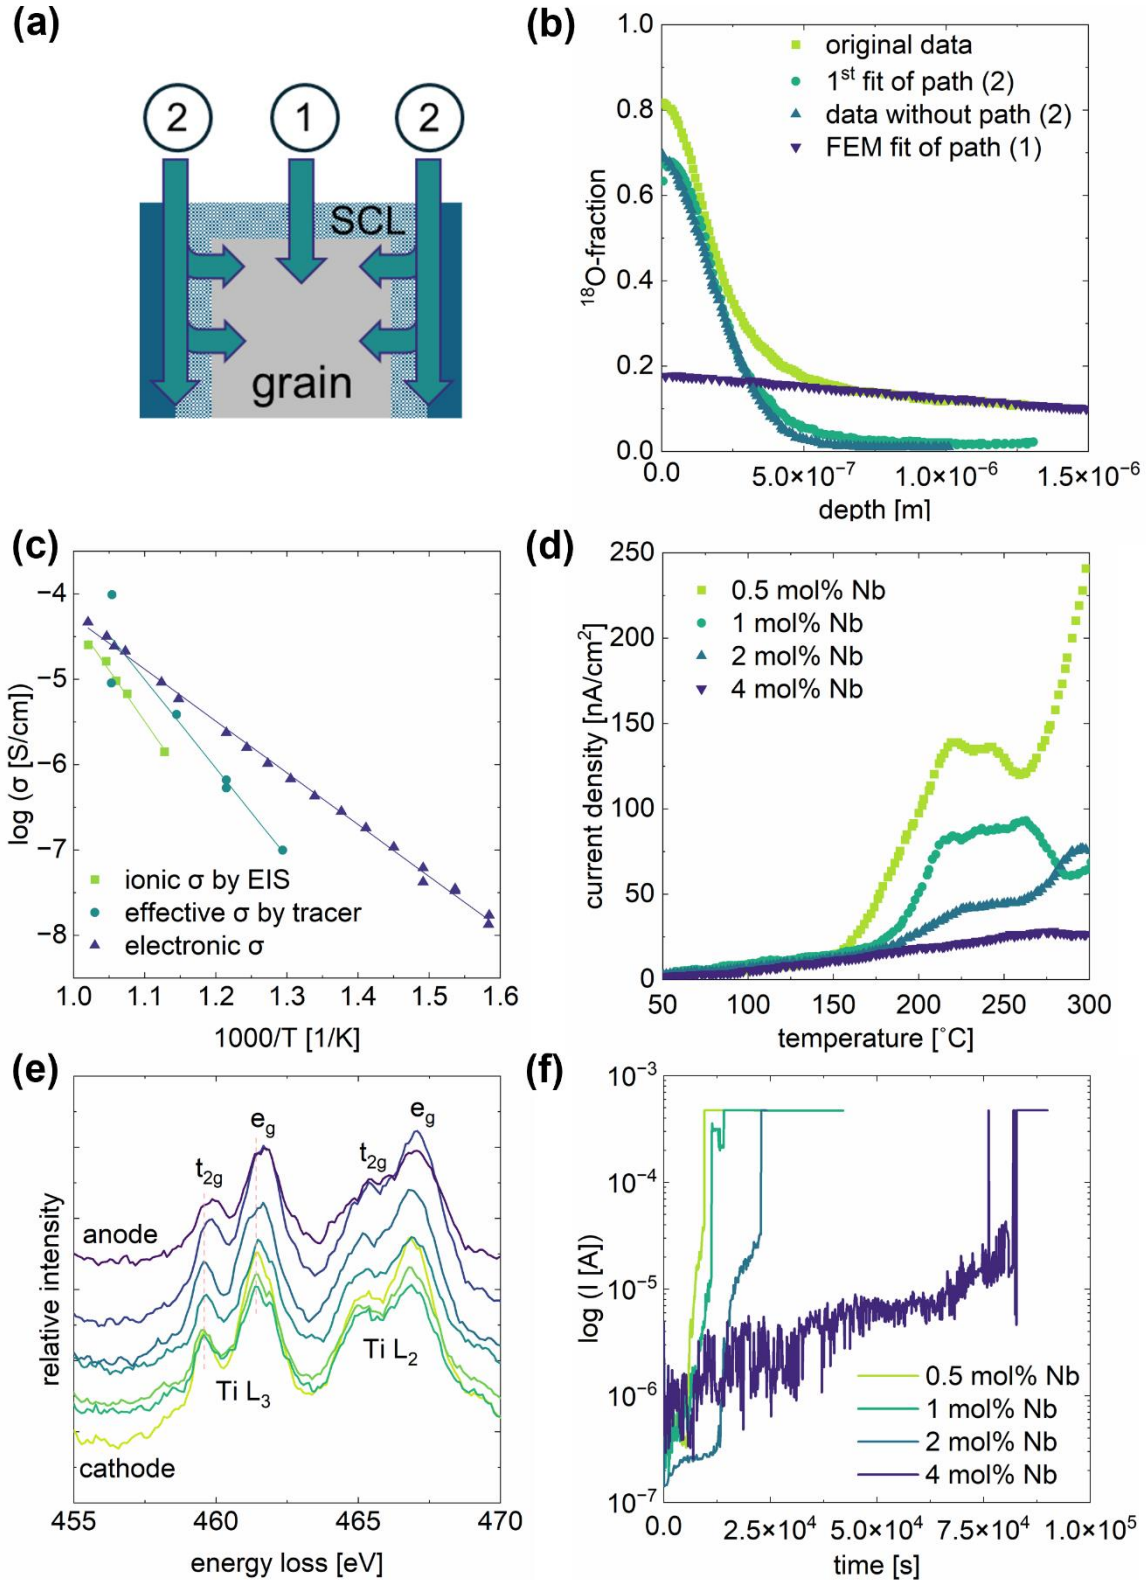 (a)
2
1
2
SCL
grain
(b)
1.0
0.8
0.6
0.4
0.2
0.0
¹⁸O-fraction
original data
1ˢᵗ fit of path (2)
data without path (2)
FEM fit of path (1)
0.0
5.0×10⁻⁷
1.0×10⁻⁶
1.5×10⁻⁶
depth [m]
(c)
−4
−5
−6
−7
−8
log (σ [S/cm])
ionic σ by EIS
effective σ by tracer
electronic σ
1.0
1.1
1.2
1.3
1.4
1.5
1.6
1000/T [1/K]
(d)
250
200
150
100
50
0
current density [nA/cm²]
0.5 mol% Nb
1 mol% Nb
2 mol% Nb
4 mol% Nb
50
100
150
200
250
300
temperature [°C]
(e)
relative intensity
t₂g
e_g
t₂g
e_g
anode
Ti L₃
Ti L₂
cathode
455
460
465
470
energy loss [eV]
(f)
10⁻³
10⁻⁴
10⁻⁵
10⁻⁶
10⁻⁷
log (I [A])
0.5 mol% Nb
1 mol% Nb
2 mol% Nb
4 mol% Nb
0.0
2.5×10⁴
5.0×10⁴
7.5×10⁴
1.0×10⁵
time [s]